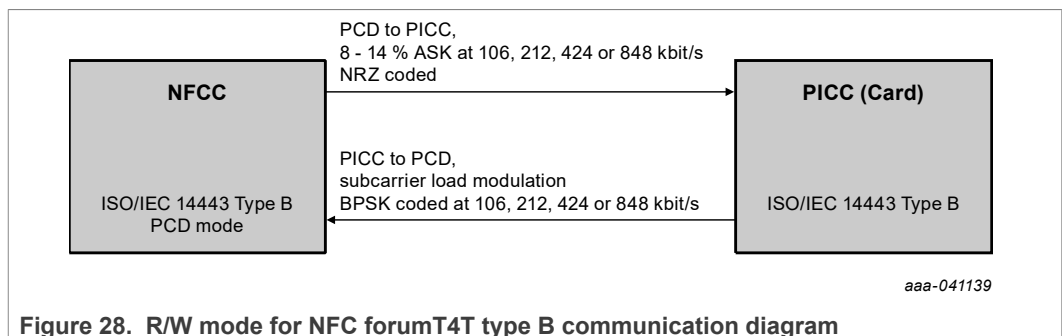 PCD to PICC,
8 - 14 % ASK at 106, 212, 424 or 848 kbit/s
NRZ coded
NFCC
PICC (Card)
PICC to PCD,
subcarrier load modulation
BPSK coded at 106, 212, 424 or 848 kbit/s
ISO/IEC 14443 Type B
PCD mode
ISO/IEC 14443 Type B
aaa-041139
Figure 28. R/W mode for NFC forumT4T type B communication diagram